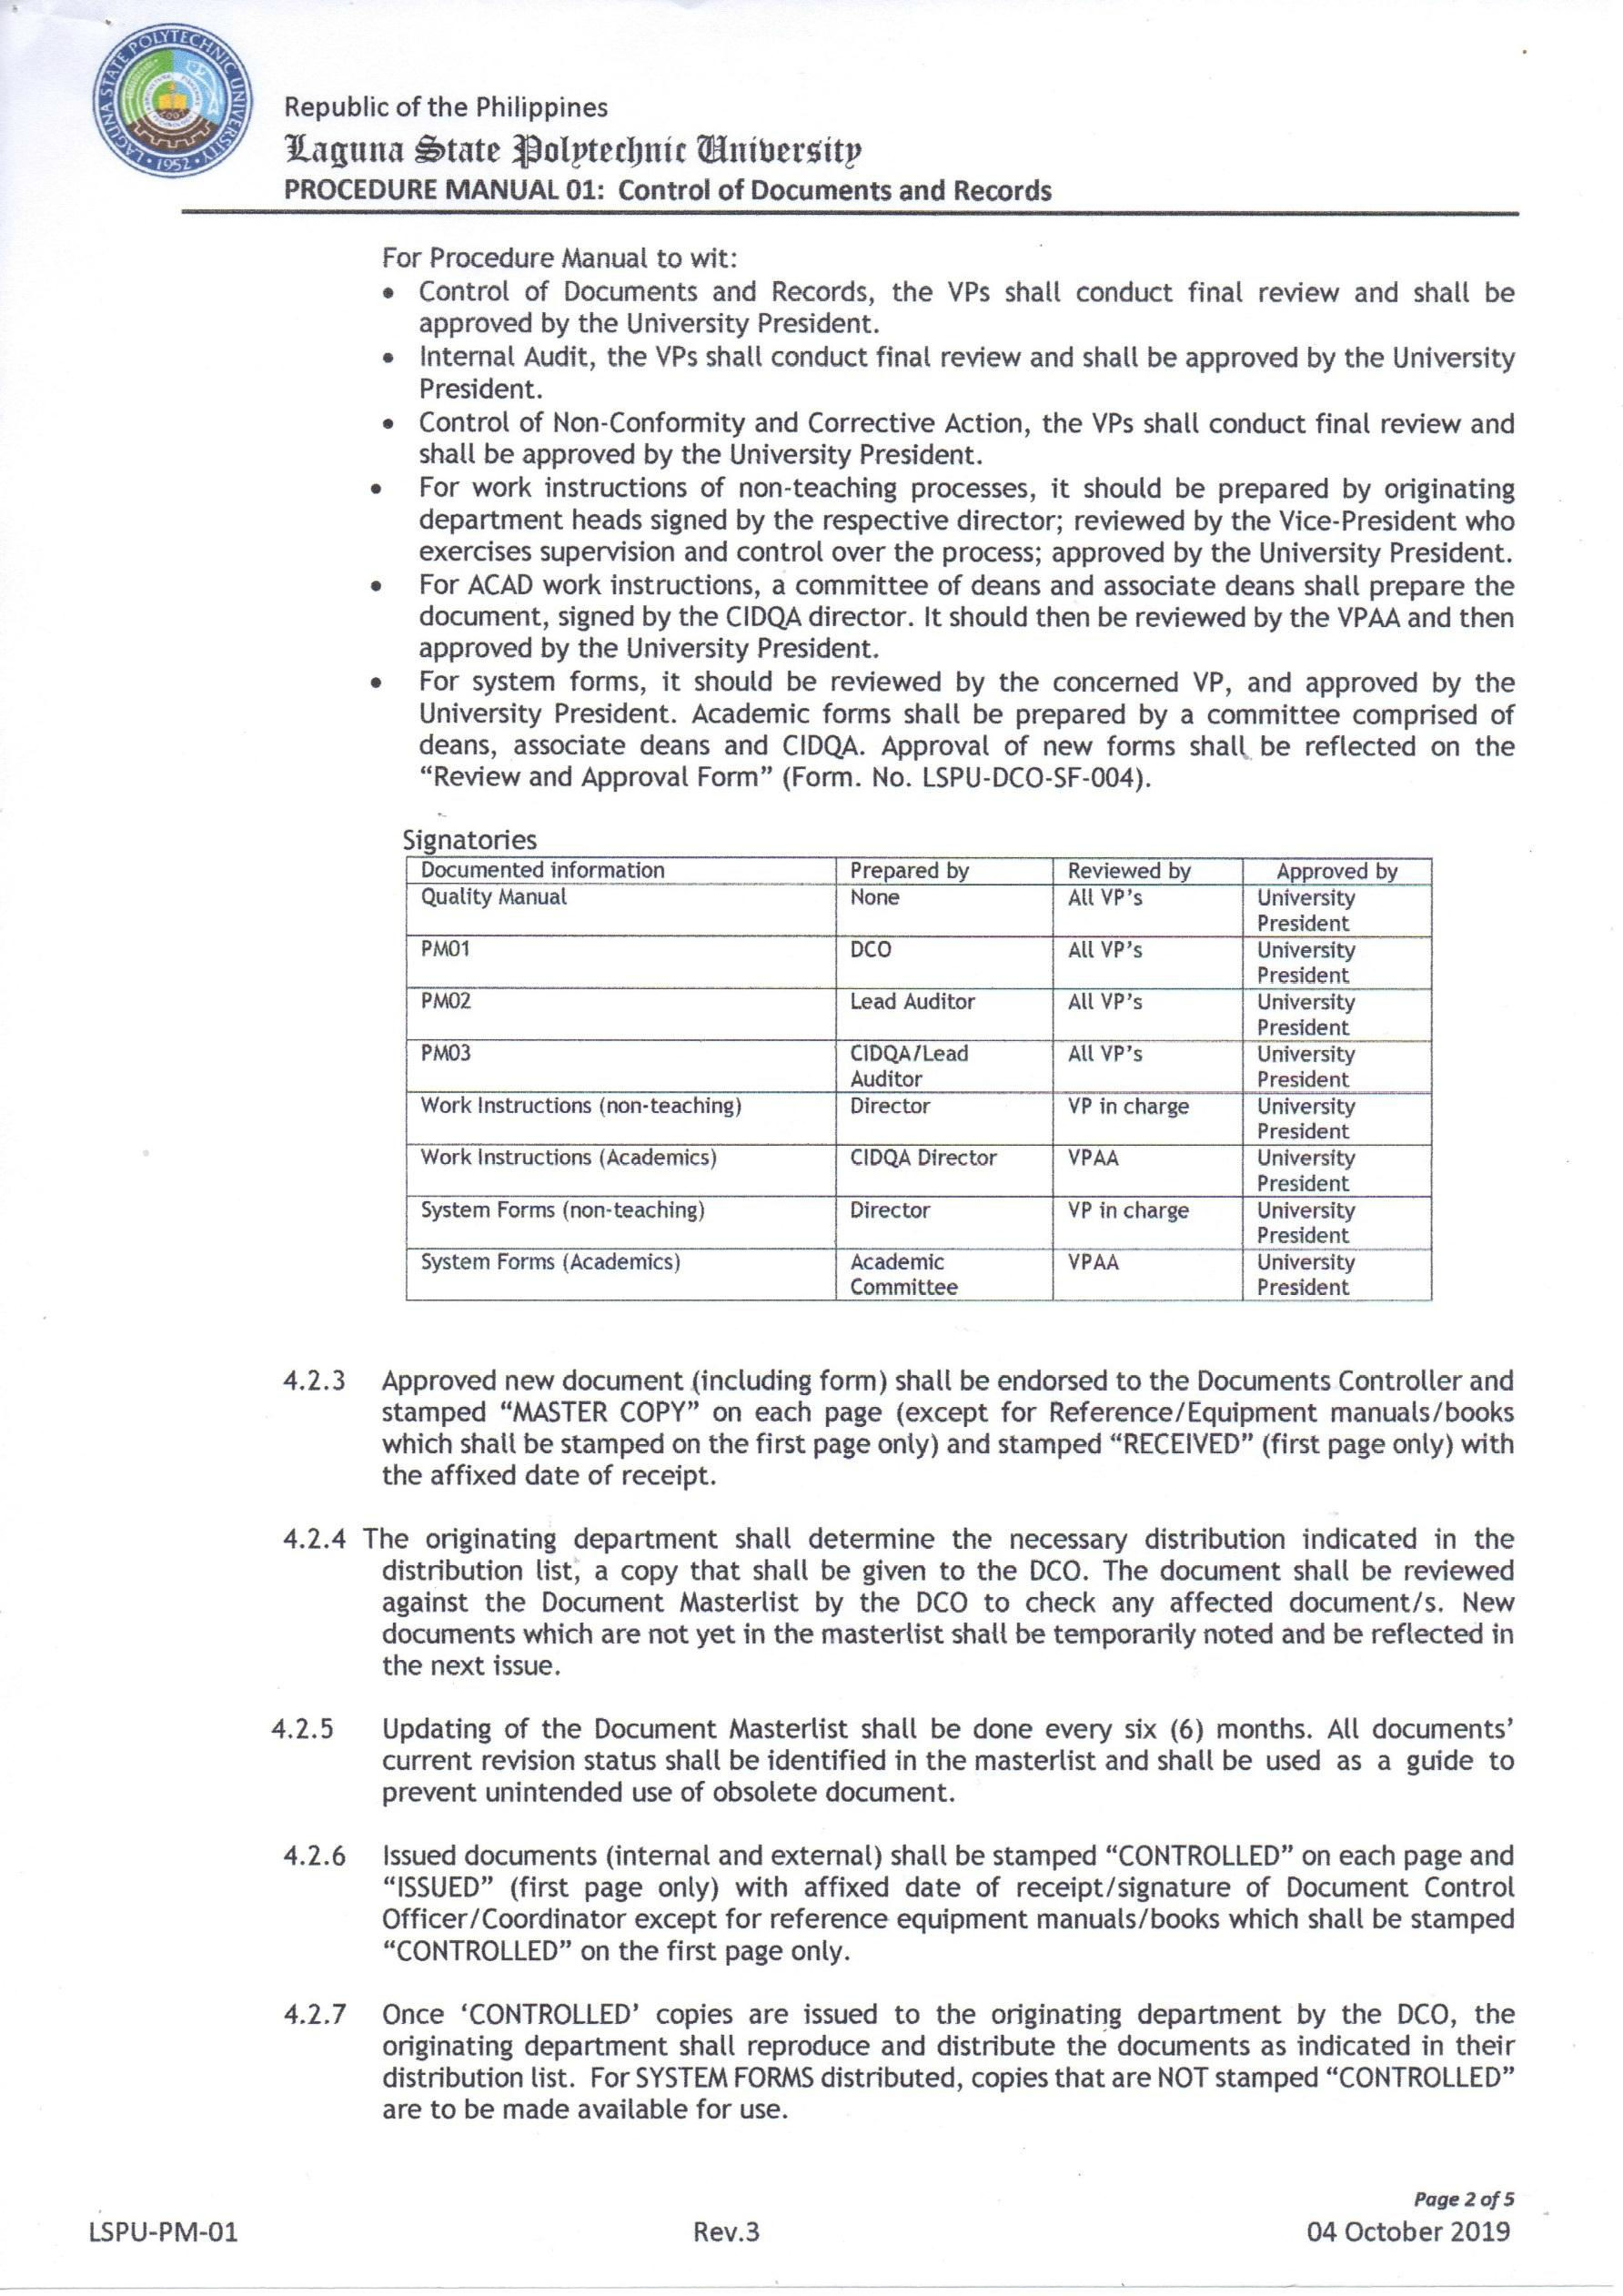 LAGUNA STATE POLYTECHNIC UNIVERSITY
1952
Republic of the Philippines
Laguna State Polytechnic University
PROCEDURE MANUAL 01: Control of Documents and Records
For Procedure Manual to wit:
• Control of Documents and Records, the VPs shall conduct final review and shall be
approved by the University President.
• Internal Audit, the VPs shall conduct final review and shall be approved by the University
President.
• Control of Non-Conformity and Corrective Action, the VPs shall conduct final review and
shall be approved by the University President.
• For work instructions of non-teaching processes, it should be prepared by originating
department heads signed by the respective director; reviewed by the Vice-President who
exercises supervision and control over the process; approved by the University President.
• For ACAD work instructions, a committee of deans and associate deans shall prepare the
document, signed by the CIDQA director. It should then be reviewed by the VPAA and then
approved by the University President.
• For system forms, it should be reviewed by the concerned VP, and approved by the
University President. Academic forms shall be prepared by a committee comprised of
deans, associate deans and CIDQA. Approval of new forms shall be reflected on the
“Review and Approval Form” (Form. No. LSPU-DCO-SF-004).
Signatories
Documented information Prepared by Reviewed by Approved by
Quality Manual None All VP’s University
President
PM01 DCO All VP’s University
President
PM02 Lead Auditor All VP’s University
President
PM03 CIDQA/Lead All VP’s University
Auditor President
Work Instructions (non-teaching) Director VP in charge University
President
Work Instructions (Academics) CIDQA Director VPAA University
President
System Forms (non-teaching) Director VP in charge University
President
System Forms (Academics) Academic VPAA University
Committee President
4.2.3 Approved new document (including form) shall be endorsed to the Documents Controller and
stamped “MASTER COPY” on each page (except for Reference/Equipment manuals/books
which shall be stamped on the first page only) and stamped “RECEIVED” (first page only) with
the affixed date of receipt.
4.2.4 The originating department shall determine the necessary distribution indicated in the
distribution list, a copy that shall be given to the DCO. The document shall be reviewed
against the Document Masterlist by the DCO to check any affected document/s. New
documents which are not yet in the masterlist shall be temporarily noted and be reflected in
the next issue.
4.2.5 Updating of the Document Masterlist shall be done every six (6) months. All documents’
current revision status shall be identified in the masterlist and shall be used as a guide to
prevent unintended use of obsolete document.
4.2.6 Issued documents (internal and external) shall be stamped “CONTROLLED” on each page and
“ISSUED” (first page only) with affixed date of receipt/signature of Document Control
Officer/Coordinator except for reference equipment manuals/books which shall be stamped
“CONTROLLED” on the first page only.
4.2.7 Once ‘CONTROLLED’ copies are issued to the originating department by the DCO, the
originating department shall reproduce and distribute the documents as indicated in their
distribution list. For SYSTEM FORMS distributed, copies that are NOT stamped “CONTROLLED”
are to be made available for use.
Page 2 of 5
LSPU-PM-01 Rev.3 04 October 2019